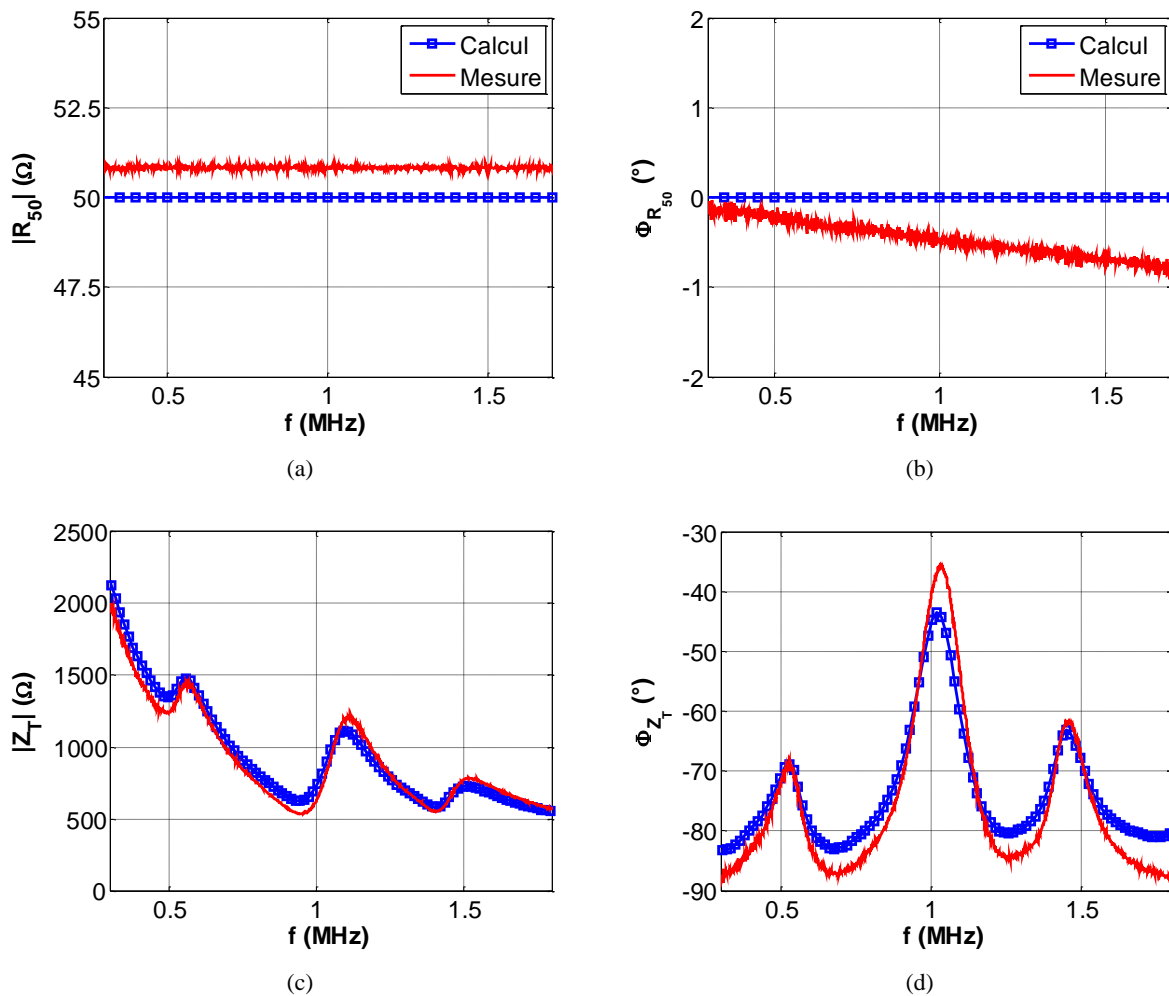 55
52.5
50
47.5
45
|R50| (Ω)
Calcul
Mesure
0.5 1 1.5
f (MHz)
(a)
2
1
0
-1
-2
ΦR50 (°)
Calcul
Mesure
0.5 1 1.5
f (MHz)
(b)
2500
2000
1500
1000
500
0
|ZT| (Ω)
0.5 1 1.5
f (MHz)
(c)
-30
-40
-50
-60
-70
-80
-90
ΦZT (°)
0.5 1 1.5
f (MHz)
(d)